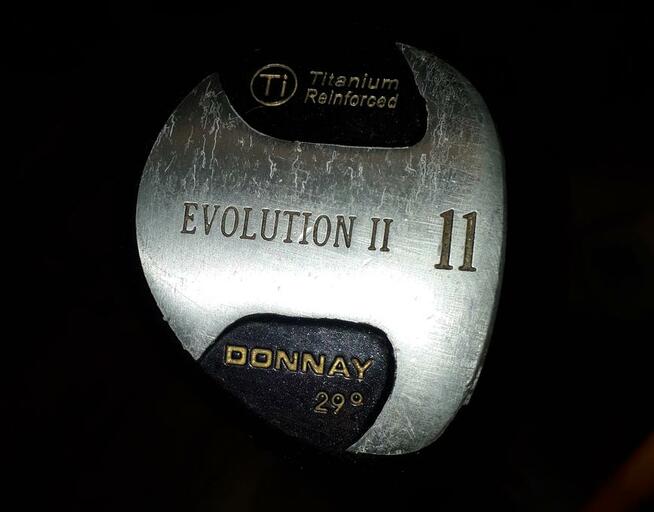 Ti Titanium
Reinforced
EVOLUTION II 11
DONNAY
29°